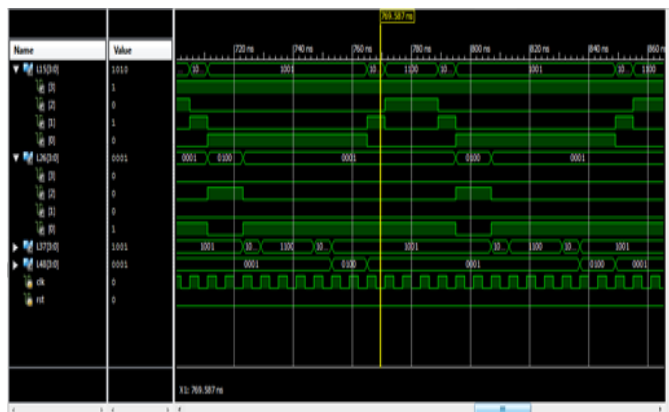 769.587 ns
Name Value 720 ns 740 ns 760 ns 780 ns 800 ns 820 ns 840 ns 860
L15[3:0] 1010 10... 1001 10... 1100 10... 1001 10... 1100
[3] 1
[2] 0
[1] 1
[0] 0
L26[3:0] 0001 0001 0100 0001 0100 0001
[3] 0
[2] 0
[1] 0
[0] 1
L37[3:0] 1001 1001 10... 1100 10... 1001 10... 1100 10... 1001
L48[3:0] 0001 0001 0100 0001 0100 0001
clk 0
rst 0
X1: 769.587 ns